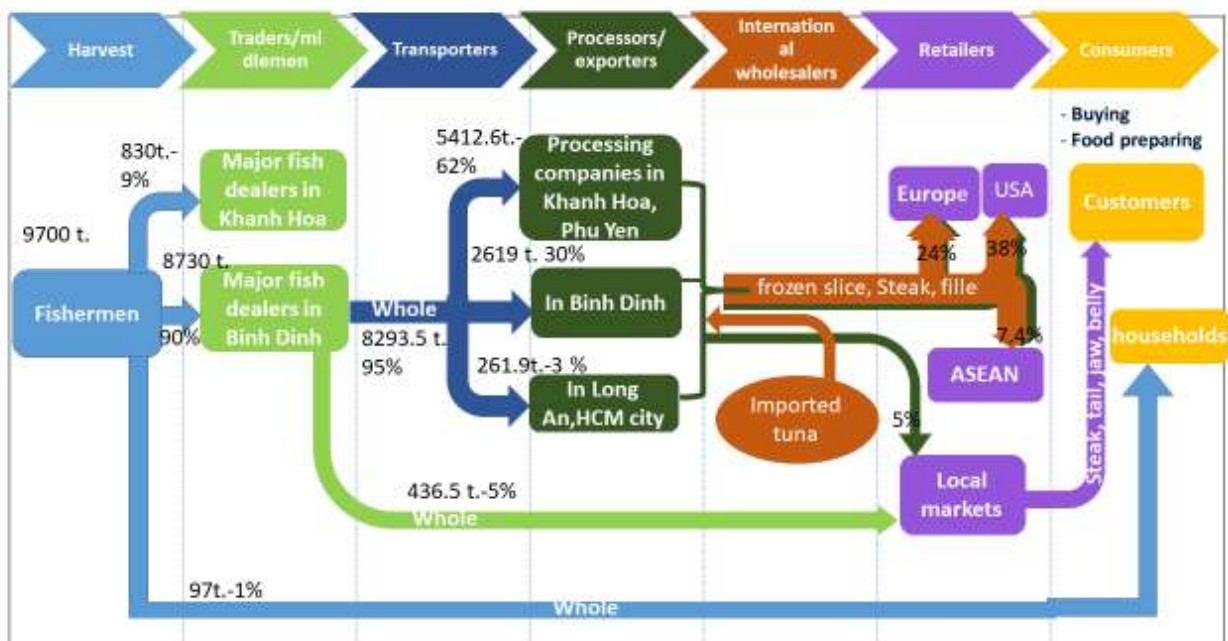 Harvest
Traders/mi
dlemen
Transporters
Processors/
exporters
Internation
al
wholesalers
Retailers
Consumers
- Buying
- Food preparing
830t.-
9%
Major fish
dealers in
Khanh Hoa
5412.6t.-
62%
Processing
companies in
Khanh Hoa,
Phu Yen
Europe
USA
Customers
9700 t.
8730 t.
90%
Fishermen
Major fish
dealers in
Binh Dinh
Whole
8293.5 t.
95%
2619 t. 30%
In Binh Dinh
261.9t.-3 %
In Long
An,HCM city
24%
38%
frozen slice, Steak, fille
7.4%
ASEAN
households
Imported
tuna
5%
Local
markets
Steak, tail, jaw, belly
436.5 t.-5%
Whole
97t.-1%
Whole